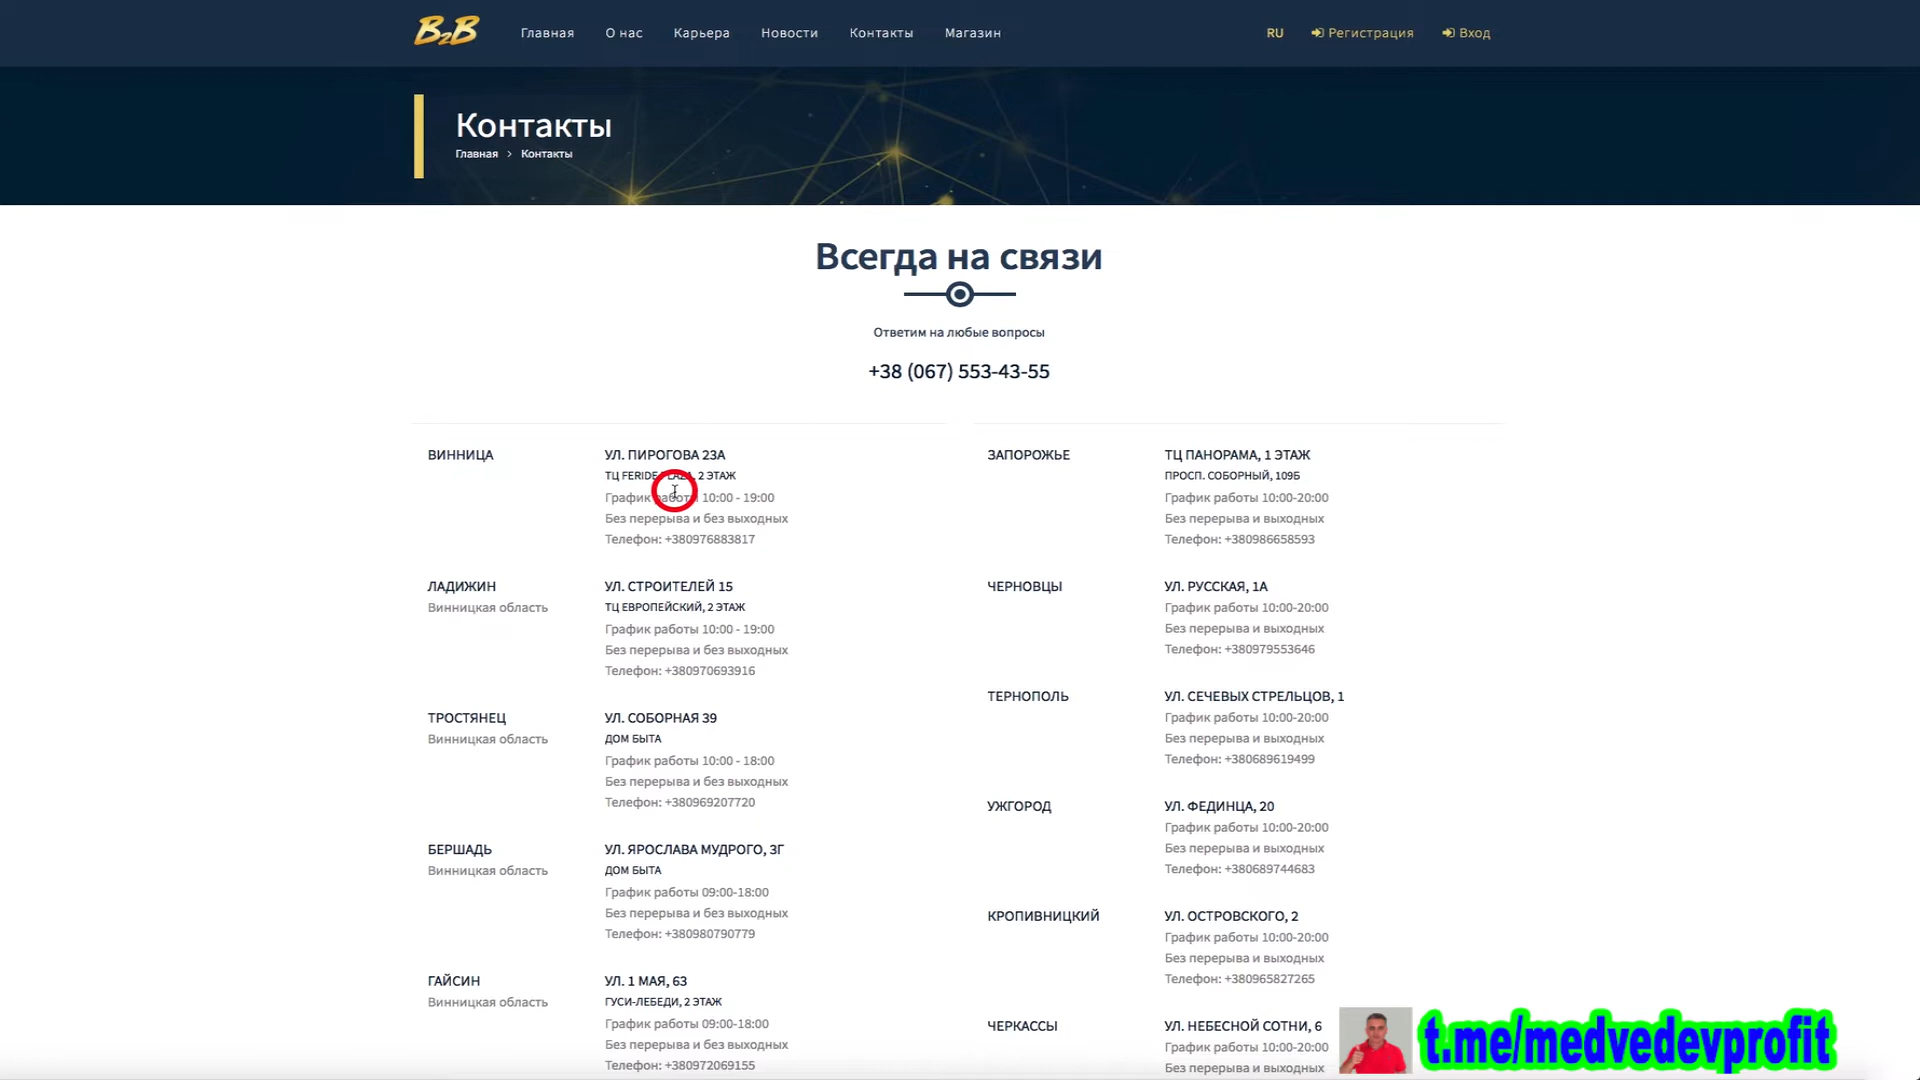 B2B
Главная О нас Карьера Новости Контакты Магазин
RU Регистрация Вход
Контакты
Главная > Контакты
Всегда на связи
Ответим на любые вопросы
+38 (067) 553-43-55
ВИННИЦА
УЛ. ПИРОГОВА 23А
ТЦ FERIDE PLAZA, 2 ЭТАЖ
График работы 10:00 - 19:00
Без перерыва и без выходных
Телефон: +380976883817
ЛАДИЖИН
Винницкая область
УЛ. СТРОИТЕЛЕЙ 15
ТЦ ЕВРОПЕЙСКИЙ, 2 ЭТАЖ
График работы 10:00 - 19:00
Без перерыва и без выходных
Телефон: +380970693916
ТРОСТЯНЕЦ
Винницкая область
УЛ. СОБОРНАЯ 39
ДОМ БЫТА
График работы 10:00 - 18:00
Без перерыва и без выходных
Телефон: +380969207720
БЕРШАДЬ
Винницкая область
УЛ. ЯРОСЛАВА МУДРОГО, 3Г
ДОМ БЫТА
График работы 09:00-18:00
Без перерыва и без выходных
Телефон: +380980790779
ГАЙСИН
Винницкая область
УЛ. 1 МАЯ, 63
ГУСИ-ЛЕБЕДИ, 2 ЭТАЖ
График работы 09:00-18:00
Без перерыва и без выходных
Телефон: +380972069155
ЗАПОРОЖЬЕ
ТЦ ПАНОРАМА, 1 ЭТАЖ
ПРОСП. СОБОРНЫЙ, 109Б
График работы 10:00-20:00
Без перерыва и выходных
Телефон: +380986658593
ЧЕРНОВЦЫ
УЛ. РУССКАЯ, 1А
График работы 10:00-20:00
Без перерыва и выходных
Телефон: +380979553646
ТЕРНОПОЛЬ
УЛ. СЕЧЕВЫХ СТРЕЛЬЦОВ, 1
График работы 10:00-20:00
Без перерыва и выходных
Телефон: +380689619499
УЖГОРОД
УЛ. ФЕДИНЦА, 20
График работы 10:00-20:00
Без перерыва и выходных
Телефон: +380689744683
КРОПИВНИЦКИЙ
УЛ. ОСТРОВСКОГО, 2
График работы 10:00-20:00
Без перерыва и выходных
Телефон: +380965827265
ЧЕРКАССЫ
УЛ. НЕБЕСНОЙ СОТНИ, 6
График работы 10:00-20:00
Без перерыва и выходных
t.me/medvedevprofit